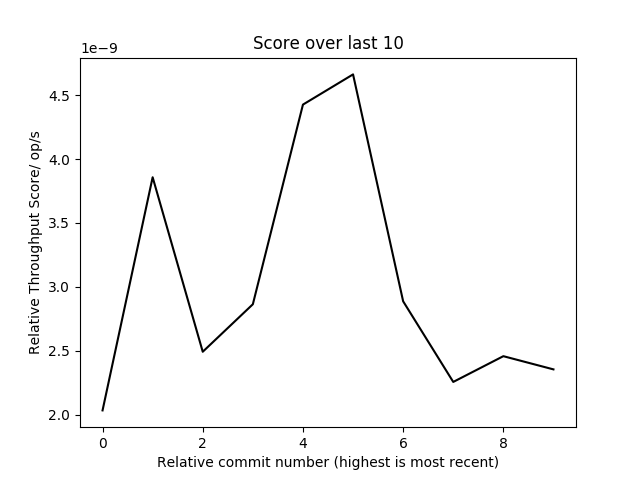 Score over last 10
1e−9
4.5
4.0
3.5
3.0
2.5
2.0
Relative Throughput Score/ op/s
0 2 4 6 8
Relative commit number (highest is most recent)